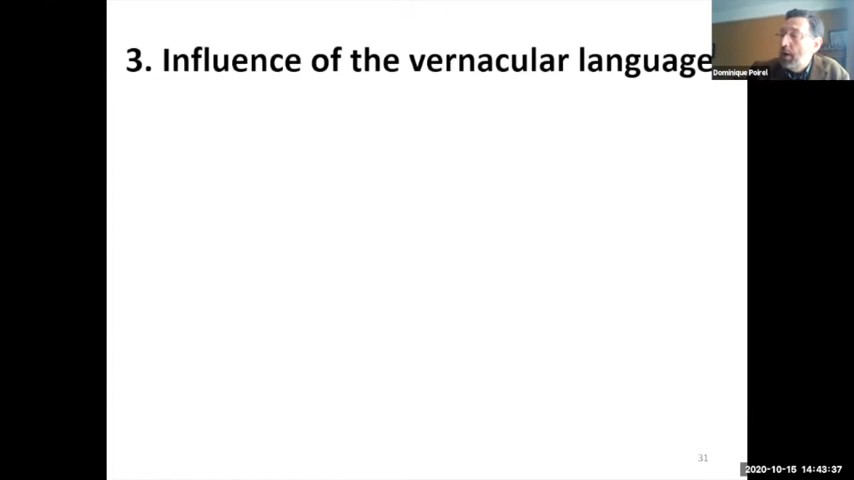 3. Influence of the vernacular language
Dominique Poirel
31
2020-10-15 14:43:37